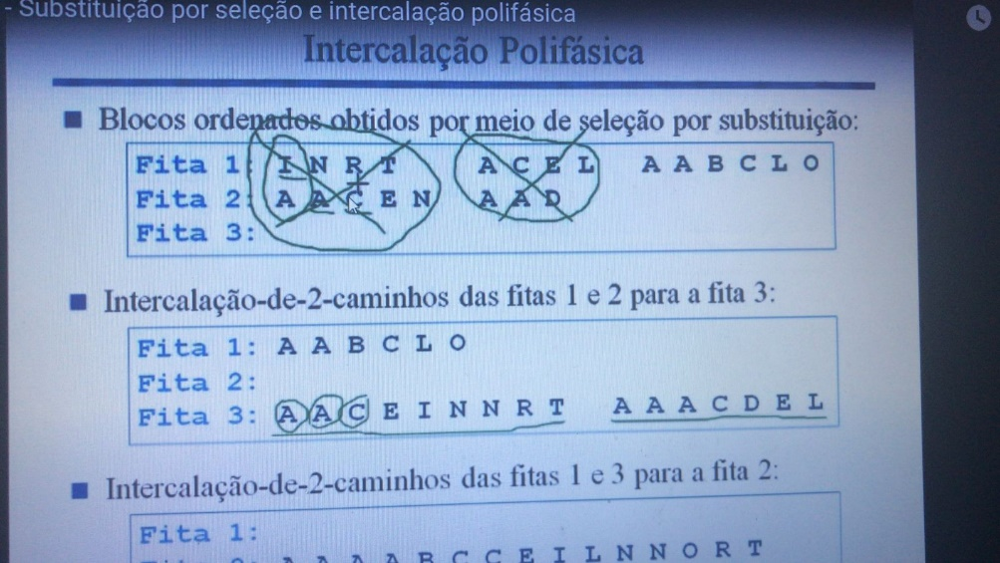 - Substituição por seleção e intercalação polifásica
Intercalação Polifásica
Blocos ordenados obtidos por meio de seleção por substituição:
Fita 1: I N R T A C E L A A B C L O
Fita 2: A A C E N A A D
Fita 3:
Intercalação-de-2-caminhos das fitas 1 e 2 para a fita 3:
Fita 1: A A B C L O
Fita 2:
Fita 3: A A C E I N N R T A A A C D E L
Intercalação-de-2-caminhos das fitas 1 e 3 para a fita 2:
Fita 1:
A A A A B C C E I L N N O R T